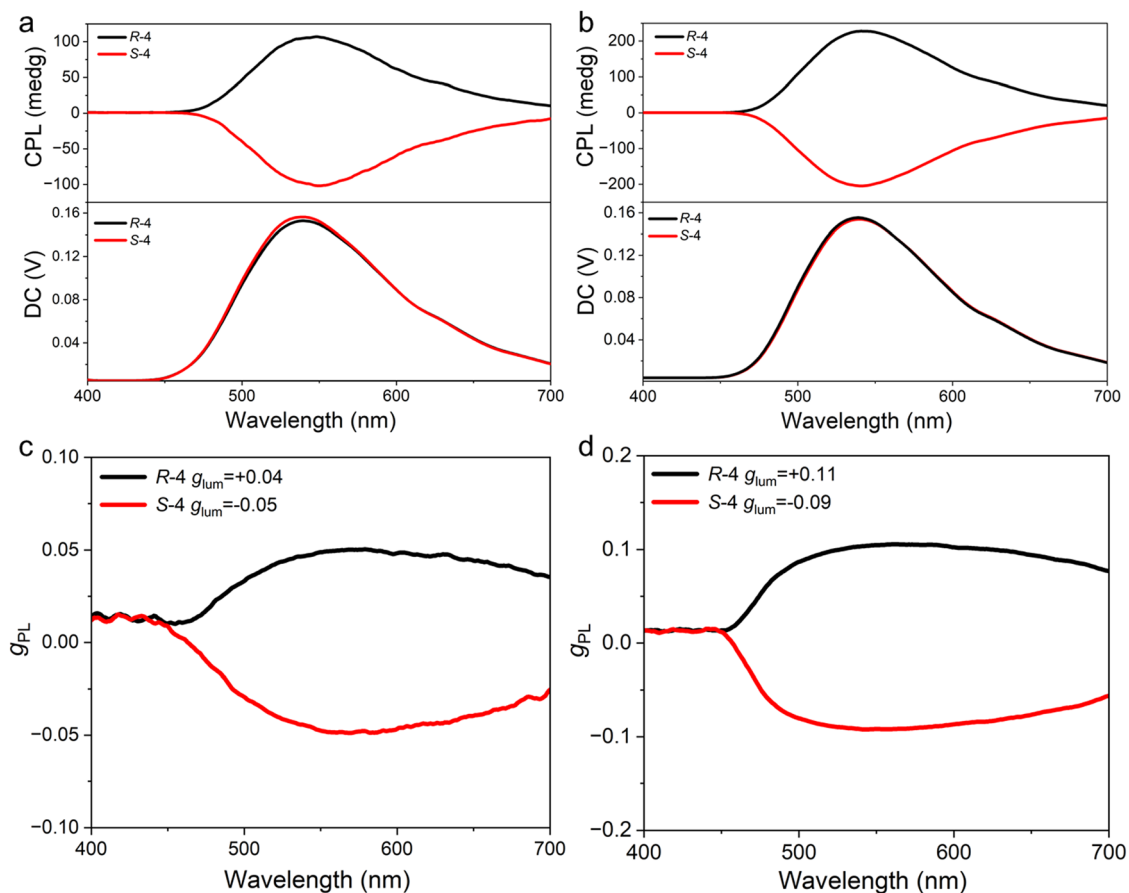 a
R-4
S-4
CPL (medg)
100
50
0
−50
−100
R-4
S-4
DC (V)
0.16
0.12
0.08
0.04
400
500
600
700
Wavelength (nm)
b
R-4
S-4
CPL (medg)
200
100
0
−100
−200
R-4
S-4
DC (V)
0.16
0.12
0.08
0.04
400
500
600
700
Wavelength (nm)
c
R-4 glum=+0.04
S-4 glum=-0.05
gPL
0.10
0.05
0.00
−0.05
−0.10
400
500
600
700
Wavelength (nm)
d
R-4 glum=+0.11
S-4 glum=-0.09
gPL
0.2
0.1
0.0
−0.1
−0.2
400
500
600
700
Wavelength (nm)